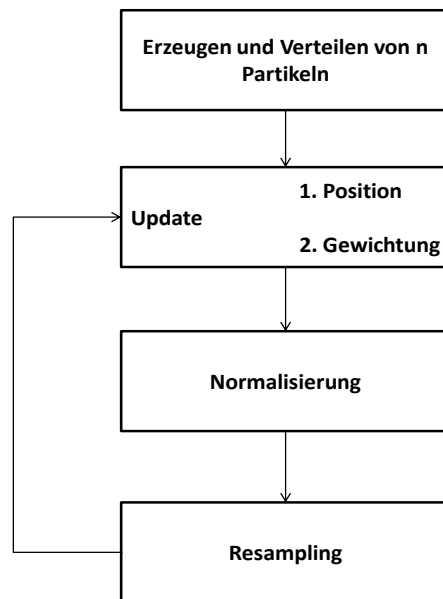 Erzeugen und Verteilen von n
Partikeln
1. Position
Update
2. Gewichtung
Normalisierung
Resampling